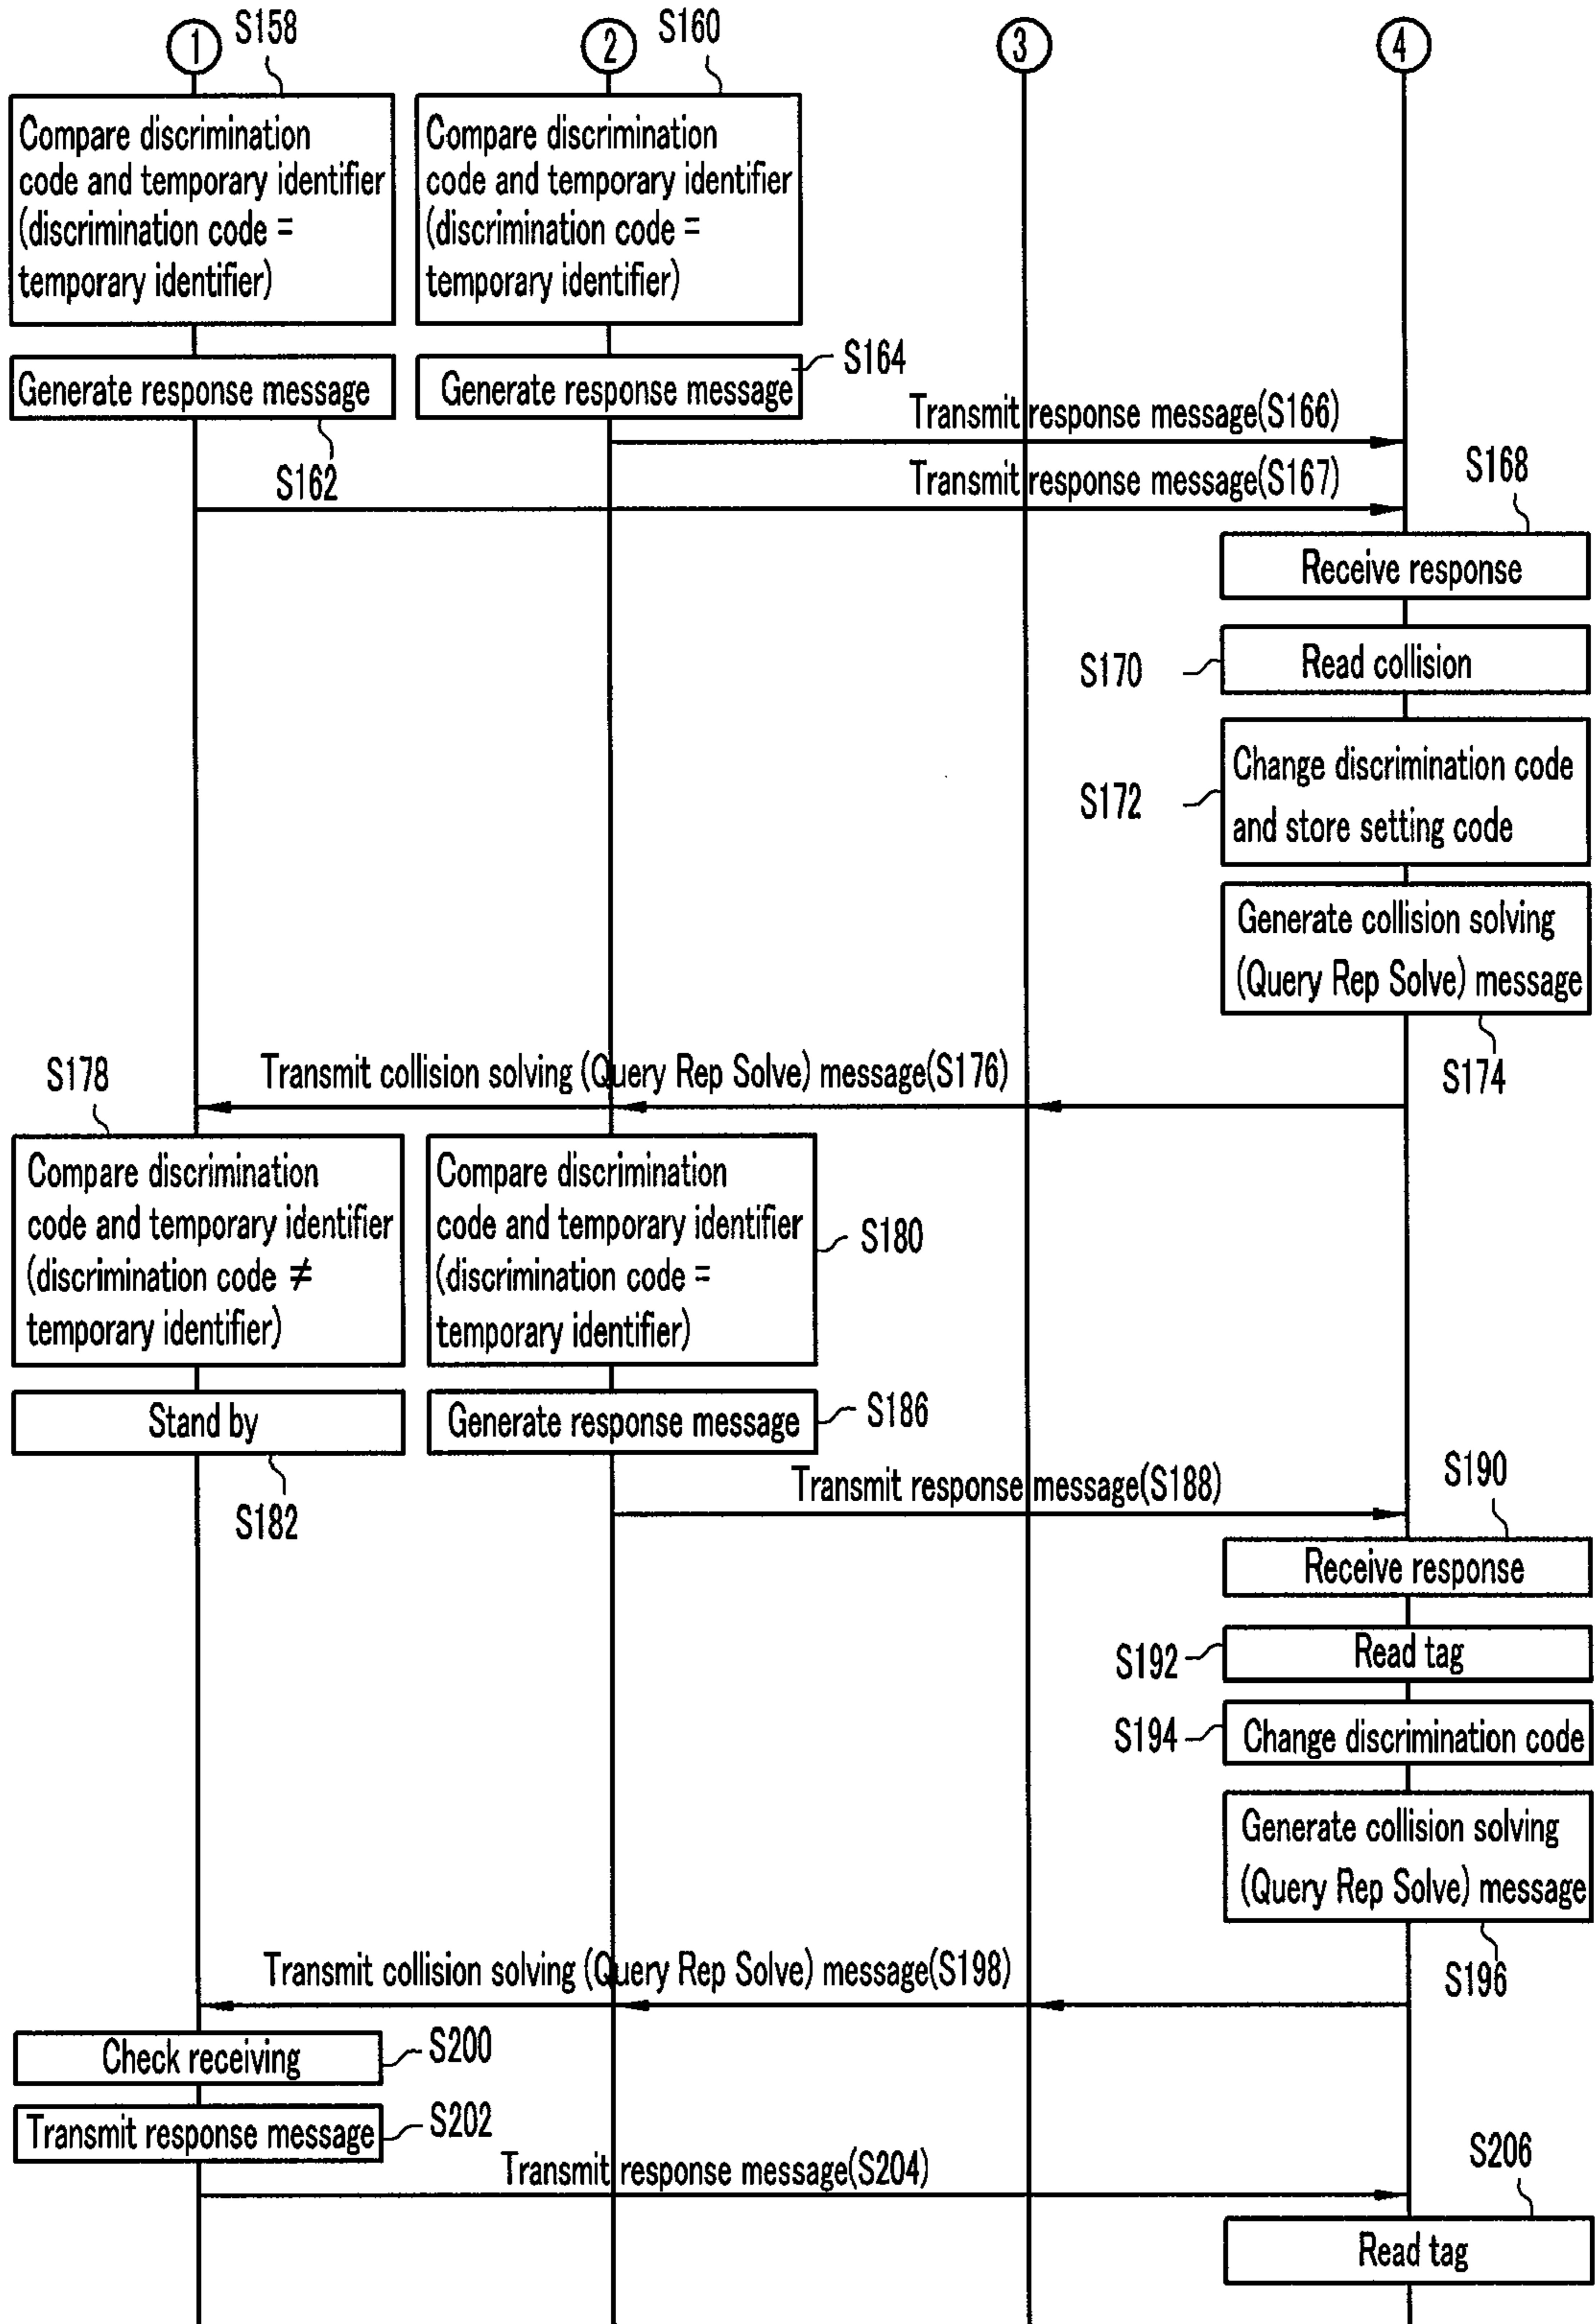 1
S158
2
S160
3
4
Compare discrimination
code and temporary identifier
(discrimination code =
temporary identifier)
Compare discrimination
code and temporary identifier
(discrimination code =
temporary identifier)
Generate response message
S162
Generate response message
S164
Transmit response message(S166)
Transmit response message(S167)
S168
Receive response
S170
Read collision
S172
Change discrimination code
and store setting code
Generate collision solving
(Query Rep Solve) message
S174
Transmit collision solving (Query Rep Solve) message(S176)
S178
Compare discrimination
code and temporary identifier
(discrimination code ≠
temporary identifier)
Compare discrimination
code and temporary identifier
(discrimination code =
temporary identifier)
S180
Stand by
S182
Generate response message
S186
Transmit response message(S188)
S190
Receive response
S192
Read tag
S194
Change discrimination code
Generate collision solving
(Query Rep Solve) message
S196
Transmit collision solving (Query Rep Solve) message(S198)
Check receiving
S200
Transmit response message
S202
Transmit response message(S204)
S206
Read tag